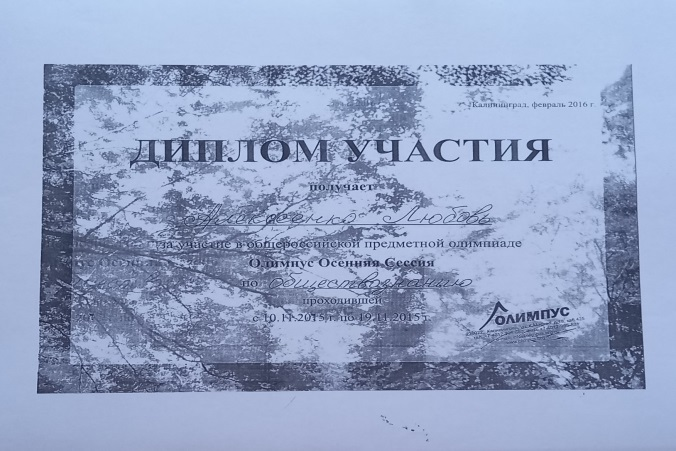 Калининград, февраль 2016 г.
ДИПЛОМ УЧАСТИЯ
получает
Любовь
за участие в общероссийской предметной олимпиаде
Олимпус Осенняя Сессия
по обществознанию
проходившей
с 10.11.2015 г. по 19.11.2015 г.
ОЛИМПУС